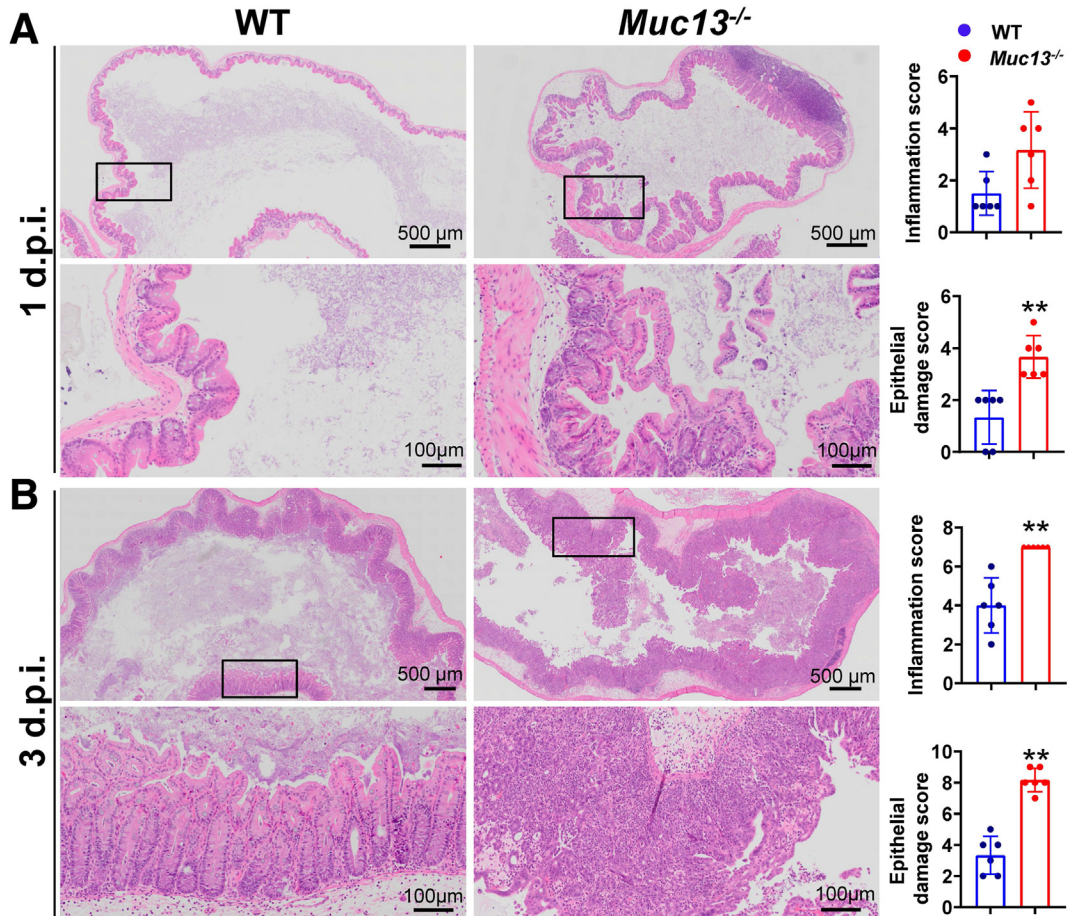 A
WT
Muc13-/-
WT
Muc13-/-
1 d.p.i.
500 µm
500 µm
Inflammation score
6
4
2
0
100µm
100µm
Epithelial
damage score
**
6
4
2
0
B
3 d.p.i.
500 µm
500 µm
Inflammation score
**
8
6
4
2
0
100µm
100µm
Epithelial
damage score
**
10
8
6
4
2
0